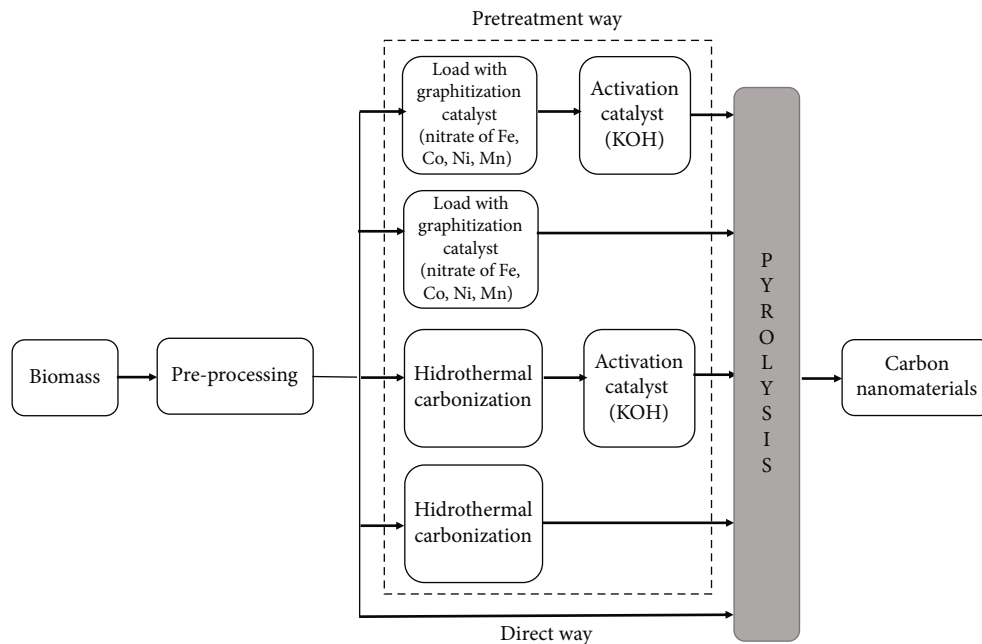 Pretreatment way
Load with
graphitization
catalyst
(nitrate of Fe,
Co, Ni, Mn)
Activation
catalyst
(KOH)
Load with
graphitization
catalyst
(nitrate of Fe,
Co, Ni, Mn)
Biomass
Pre-processing
Hidrothermal
carbonization
Activation
catalyst
(KOH)
Hidrothermal
carbonization
Direct way
P
Y
R
O
L
Y
S
I
S
Carbon
nanomaterials